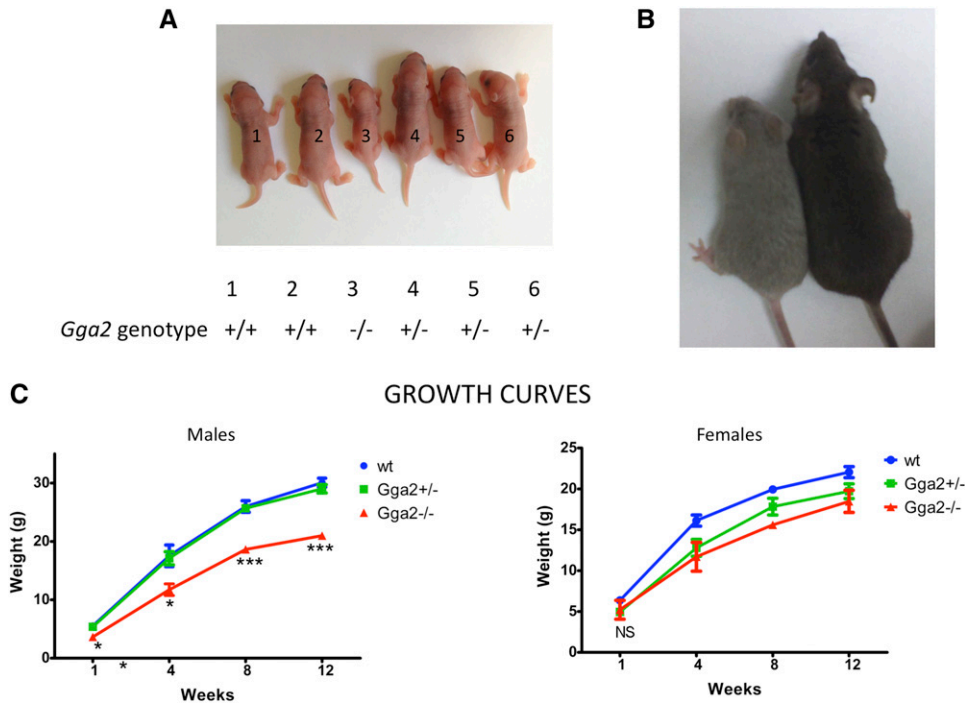 A
B
1 2 3 4 5 6
1 2 3 4 5 6
Gga2 genotype +/+ +/+ -/- +/- +/- +/-
C
GROWTH CURVES
Males
Weight (g)
30
20
10
0
1 4 8 12
Weeks
* * * *** ***
wt
Gga2+/-
Gga2-/-
Females
Weight (g)
25
20
15
10
5
0
NS
1 4 8 12
Weeks
wt
Gga2+/-
Gga2-/-